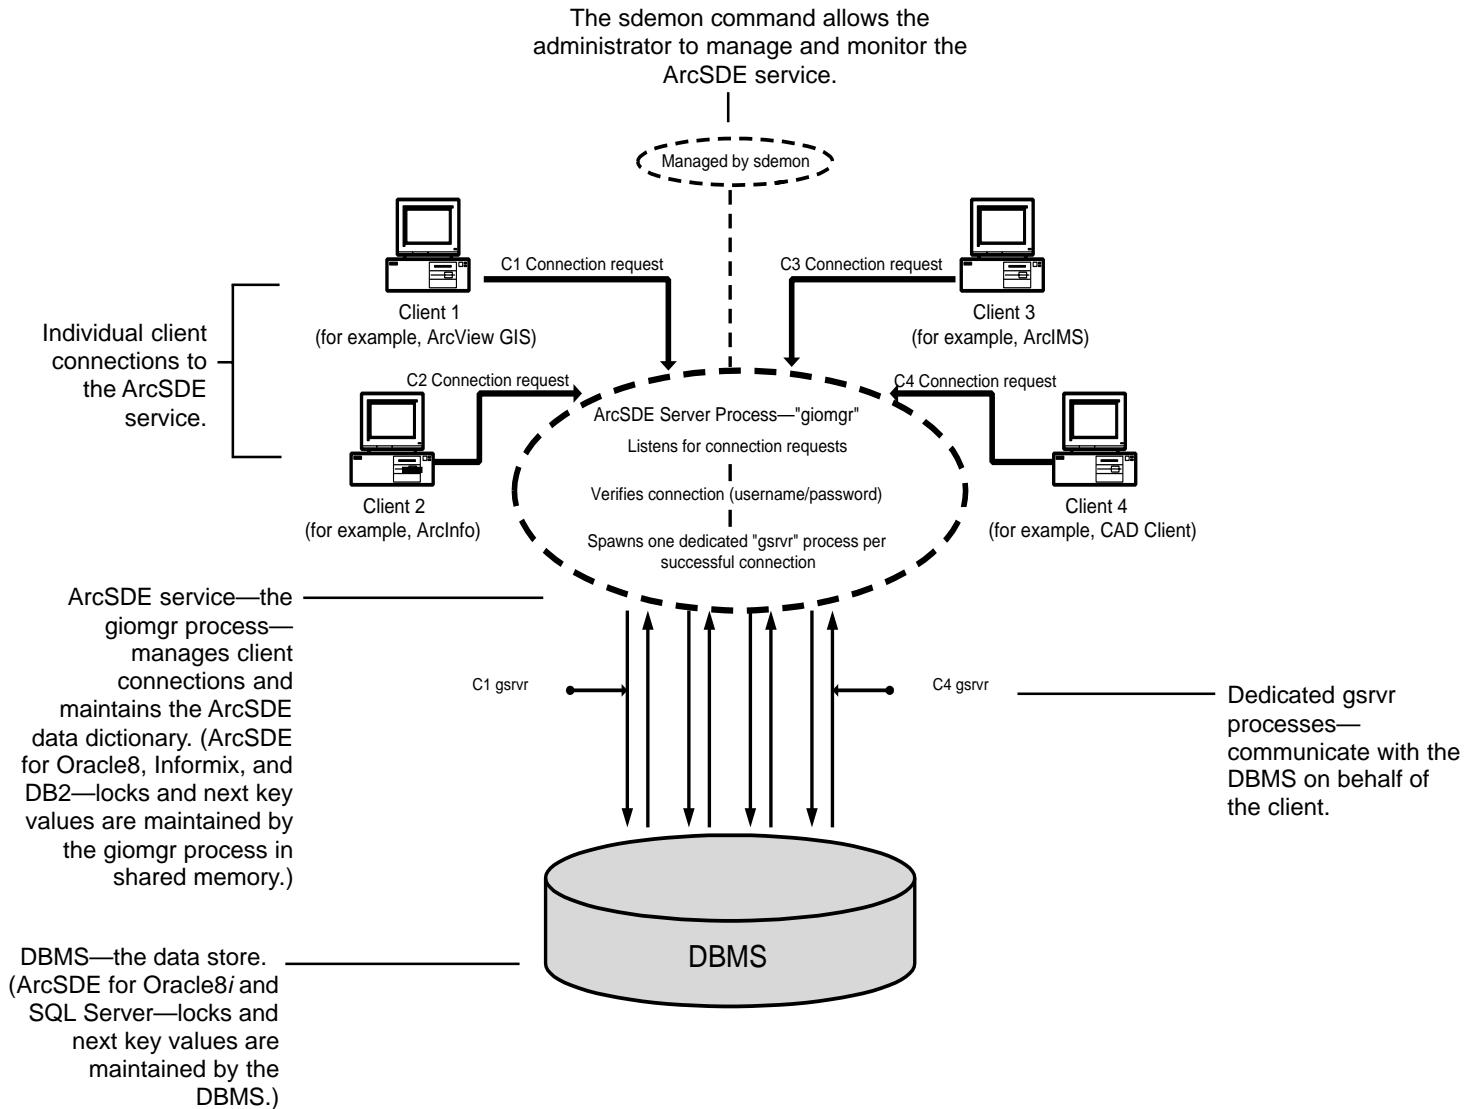 The sdemon command allows the
administrator to manage and monitor the
ArcSDE service.
Managed by sdemon
C1 Connection request
C3 Connection request
Client 1
(for example, ArcView GIS)
Client 3
(for example, ArcIMS)
Individual client
connections to
the ArcSDE
service.
C2 Connection request
C4 Connection request
Client 2
(for example, ArcInfo)
Client 4
(for example, CAD Client)
ArcSDE Server Process—"giomgr"
Listens for connection requests
Verifies connection (username/password)
Spawns one dedicated "gsrvr" process per
successful connection
ArcSDE service—the
giomgr process—
manages client
connections and
maintains the ArcSDE
data dictionary. (ArcSDE
for Oracle8, Informix, and
DB2—locks and next key
values are maintained by
the giomgr process in
shared memory.)
C1 gsrvr
C4 gsrvr
Dedicated gsrvr
processes—
communicate with the
DBMS on behalf of
the client.
DBMS
DBMS—the data store.
(ArcSDE for Oracle8i and
SQL Server—locks and
next key values are
maintained by the
DBMS.)